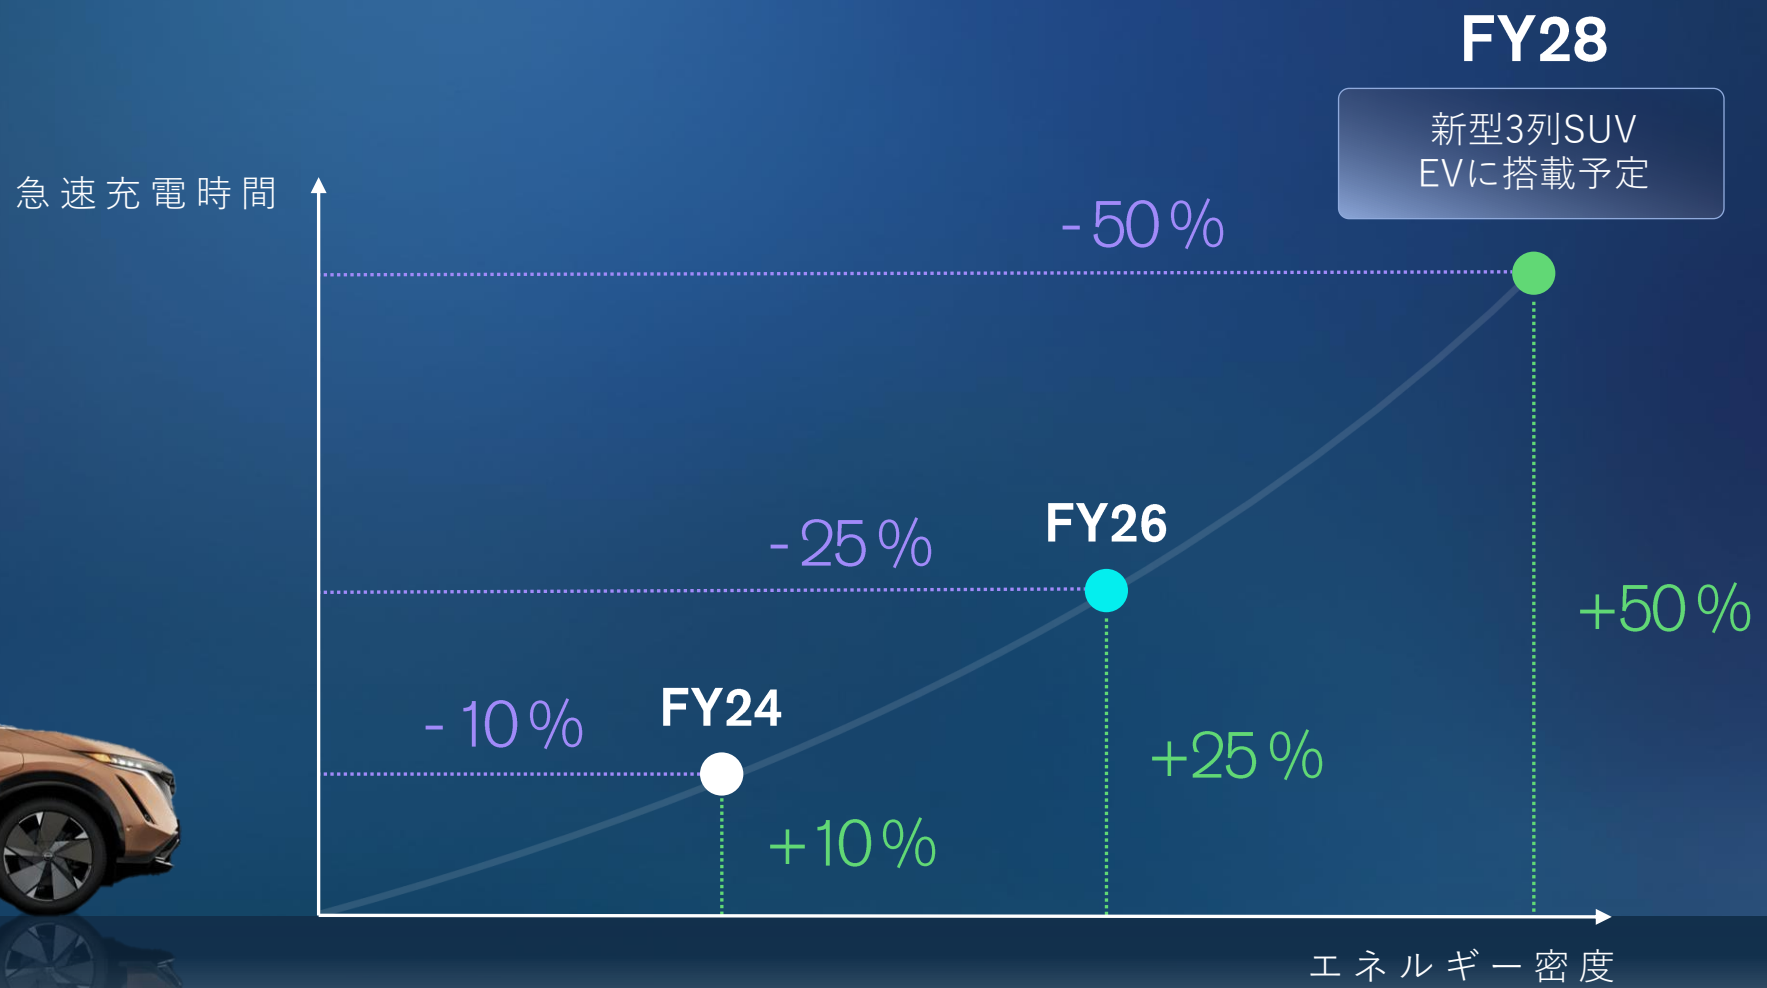 FY28
新型3列SUV
EVに搭載予定
急速充電時間
-50%
-25%
FY26
+50%
-10%
FY24
+25%
+10%
エネルギー密度